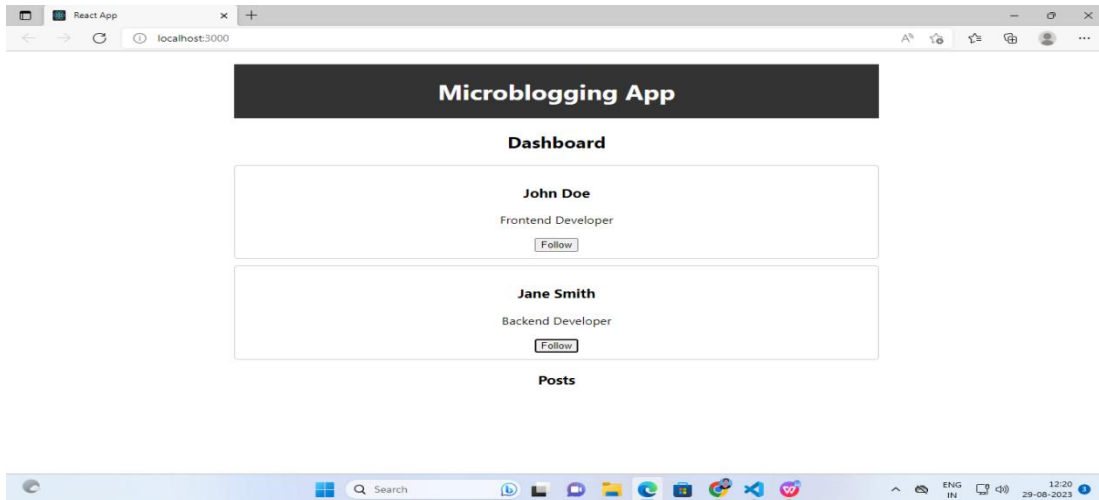 React App
localhost:3000
Microblogging App
Dashboard
John Doe
Frontend Developer
Follow
Jane Smith
Backend Developer
Follow
Posts
Search
ENG
IN
12:20
29-08-2023